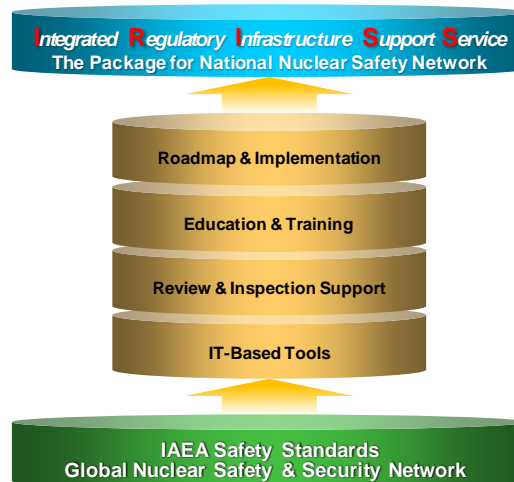 Integrated Regulatory Infrastructure Support Service
The Package for National Nuclear Safety Network
Roadmap & Implementation
Education & Training
Review & Inspection Support
IT-Based Tools
IAEA Safety Standards
Global Nuclear Safety & Security Network